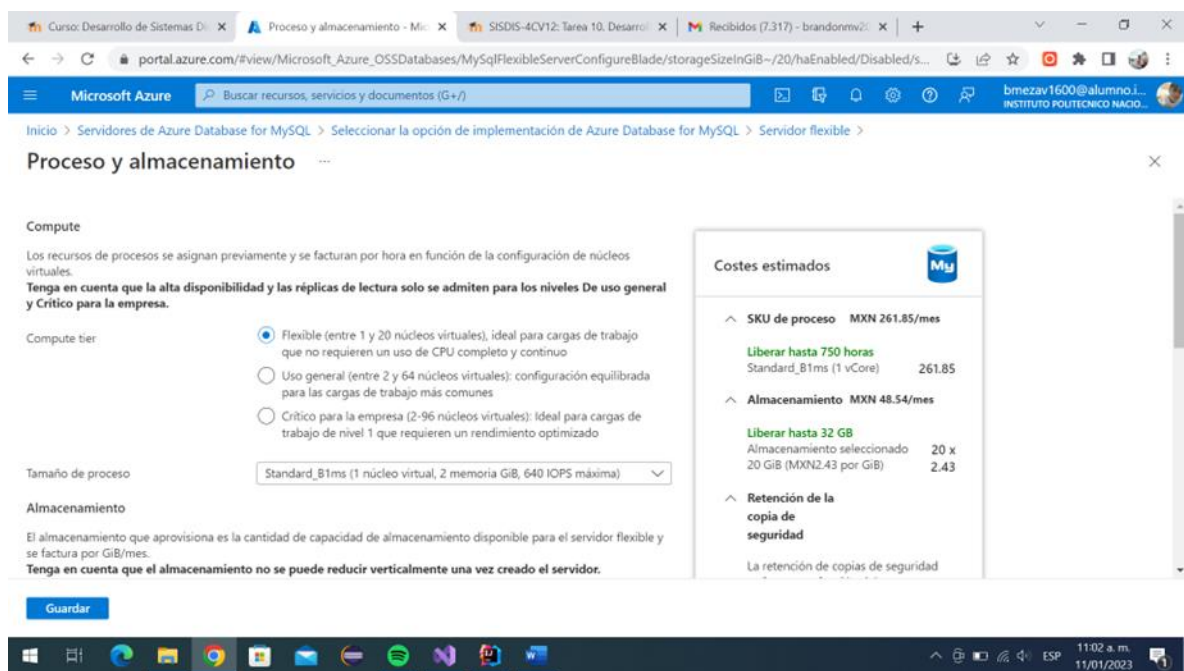 Curso: Desarrollo de Sistemas Di
Proceso y almacenamiento - Mic
SISDIS-4CV12: Tarea 10. Desarrol
Recibidos (7.317) - brandonmv20
portal.azure.com/#view/Microsoft_Azure_OSSDatabases/MySqlFlexibleServerConfigureBlade/storageSizeInGiB~/20/haEnabled/Disabled/s...
Microsoft Azure
Buscar recursos, servicios y documentos (G+/)
bmezav1600@alumno.i...
INSTITUTO POLITECNICO NACIO...
Inicio > Servidores de Azure Database for MySQL > Seleccionar la opción de implementación de Azure Database for MySQL > Servidor flexible >
Proceso y almacenamiento ...
Compute
Los recursos de procesos se asignan previamente y se facturan por hora en función de la configuración de núcleos
virtuales.
Tenga en cuenta que la alta disponibilidad y las réplicas de lectura solo se admiten para los niveles De uso general
y Crítico para la empresa.
Compute tier
Flexible (entre 1 y 20 núcleos virtuales), ideal para cargas de trabajo
que no requieren un uso de CPU completo y continuo
Uso general (entre 2 y 64 núcleos virtuales): configuración equilibrada
para las cargas de trabajo más comunes
Crítico para la empresa (2-96 núcleos virtuales): Ideal para cargas de
trabajo de nivel 1 que requieren un rendimiento optimizado
Tamaño de proceso
Standard_B1ms (1 núcleo virtual, 2 memoria GiB, 640 IOPS máxima)
Almacenamiento
El almacenamiento que aprovisiona es la cantidad de capacidad de almacenamiento disponible para el servidor flexible y
se factura por GiB/mes.
Tenga en cuenta que el almacenamiento no se puede reducir verticalmente una vez creado el servidor.
Costes estimados
My
SKU de proceso MXN 261.85/mes
Liberar hasta 750 horas
Standard_B1ms (1 vCore) 261.85
Almacenamiento MXN 48.54/mes
Liberar hasta 32 GB
Almacenamiento seleccionado 20 x
20 GiB (MXN2.43 por GiB) 2.43
Retención de la
copia de
seguridad
La retención de copias de seguridad
Guardar
ESP
11:02 a. m.
11/01/2023